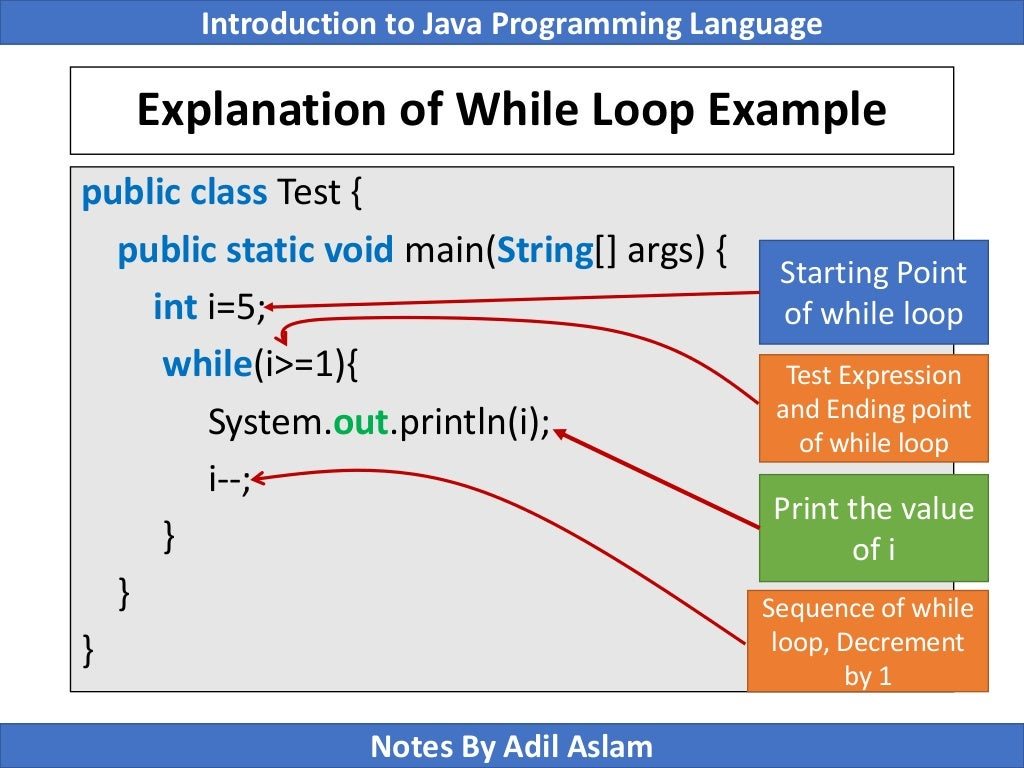 Introduction to Java Programming Language
Explanation of While Loop Example
public class Test {
public static void main(String[] args) {
int i=5;
while(i>=1){
System.out.println(i);
i--;
}
}
}
Starting Point
of while loop
Test Expression
and Ending point
of while loop
Print the value
of i
Sequence of while
loop, Decrement
by 1
Notes By Adil Aslam